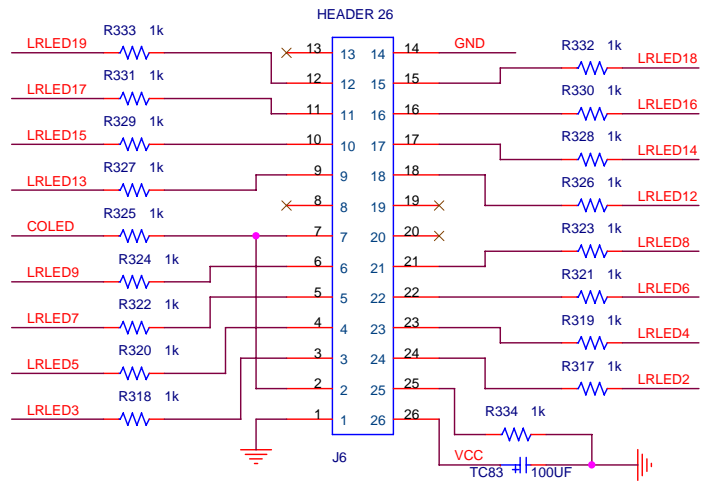 HEADER 26
R333 1k
LRLED19
13 13 14 14
GND
R332 1k
LRLED18
R331 1k
LRLED17
12 12 15 15
R330 1k
LRLED16
R329 1k
LRLED15
11 11 16 16
R328 1k
LRLED14
R327 1k
LRLED13
10 10 17 17
R326 1k
LRLED12
9 9 18 18
R325 1k
COLED
8 8 19 19
R323 1k
LRLED8
7 7 20 20
R324 1k
LRLED9
6 6 21 21
R321 1k
LRLED6
R322 1k
LRLED7
5 5 22 22
R319 1k
LRLED4
R320 1k
LRLED5
4 4 23 23
R317 1k
LRLED2
3 3 24 24
R318 1k
LRLED3
2 2 25 25
R334 1k
1 1 26 26
J6
VCC
TC83 + 100UF